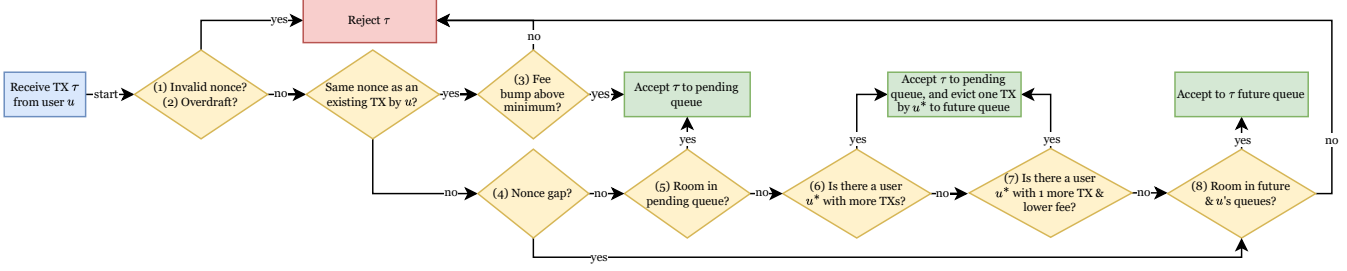 yes
Reject τ
no
Receive TX τ
from user u
start
(1) Invalid nonce?
(2) Overdraft?
no
Same nonce as an
existing TX by u?
yes
(3) Fee
bump above
minimum?
yes
Accept τ to pending
queue
Accept τ to pending
queue, and evict one TX
by u* to future queue
Accept to τ future queue
yes
yes
yes
yes
no
no
(4) Nonce gap?
no
(5) Room in
pending queue?
no
(6) Is there a user
u* with more TXs?
no
(7) Is there a user
u* with 1 more TX &
lower fee?
no
(8) Room in future
& u's queues?
yes